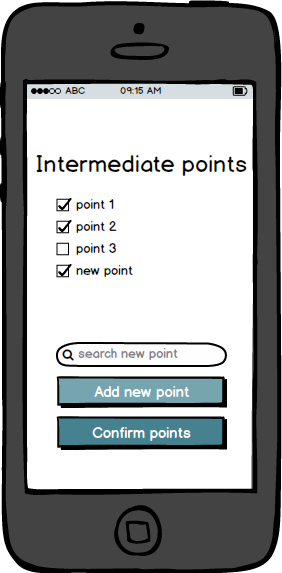 ABC 09:15 AM
Intermediate points
point 1
point 2
point 3
new point
search new point
Add new point
Confirm points